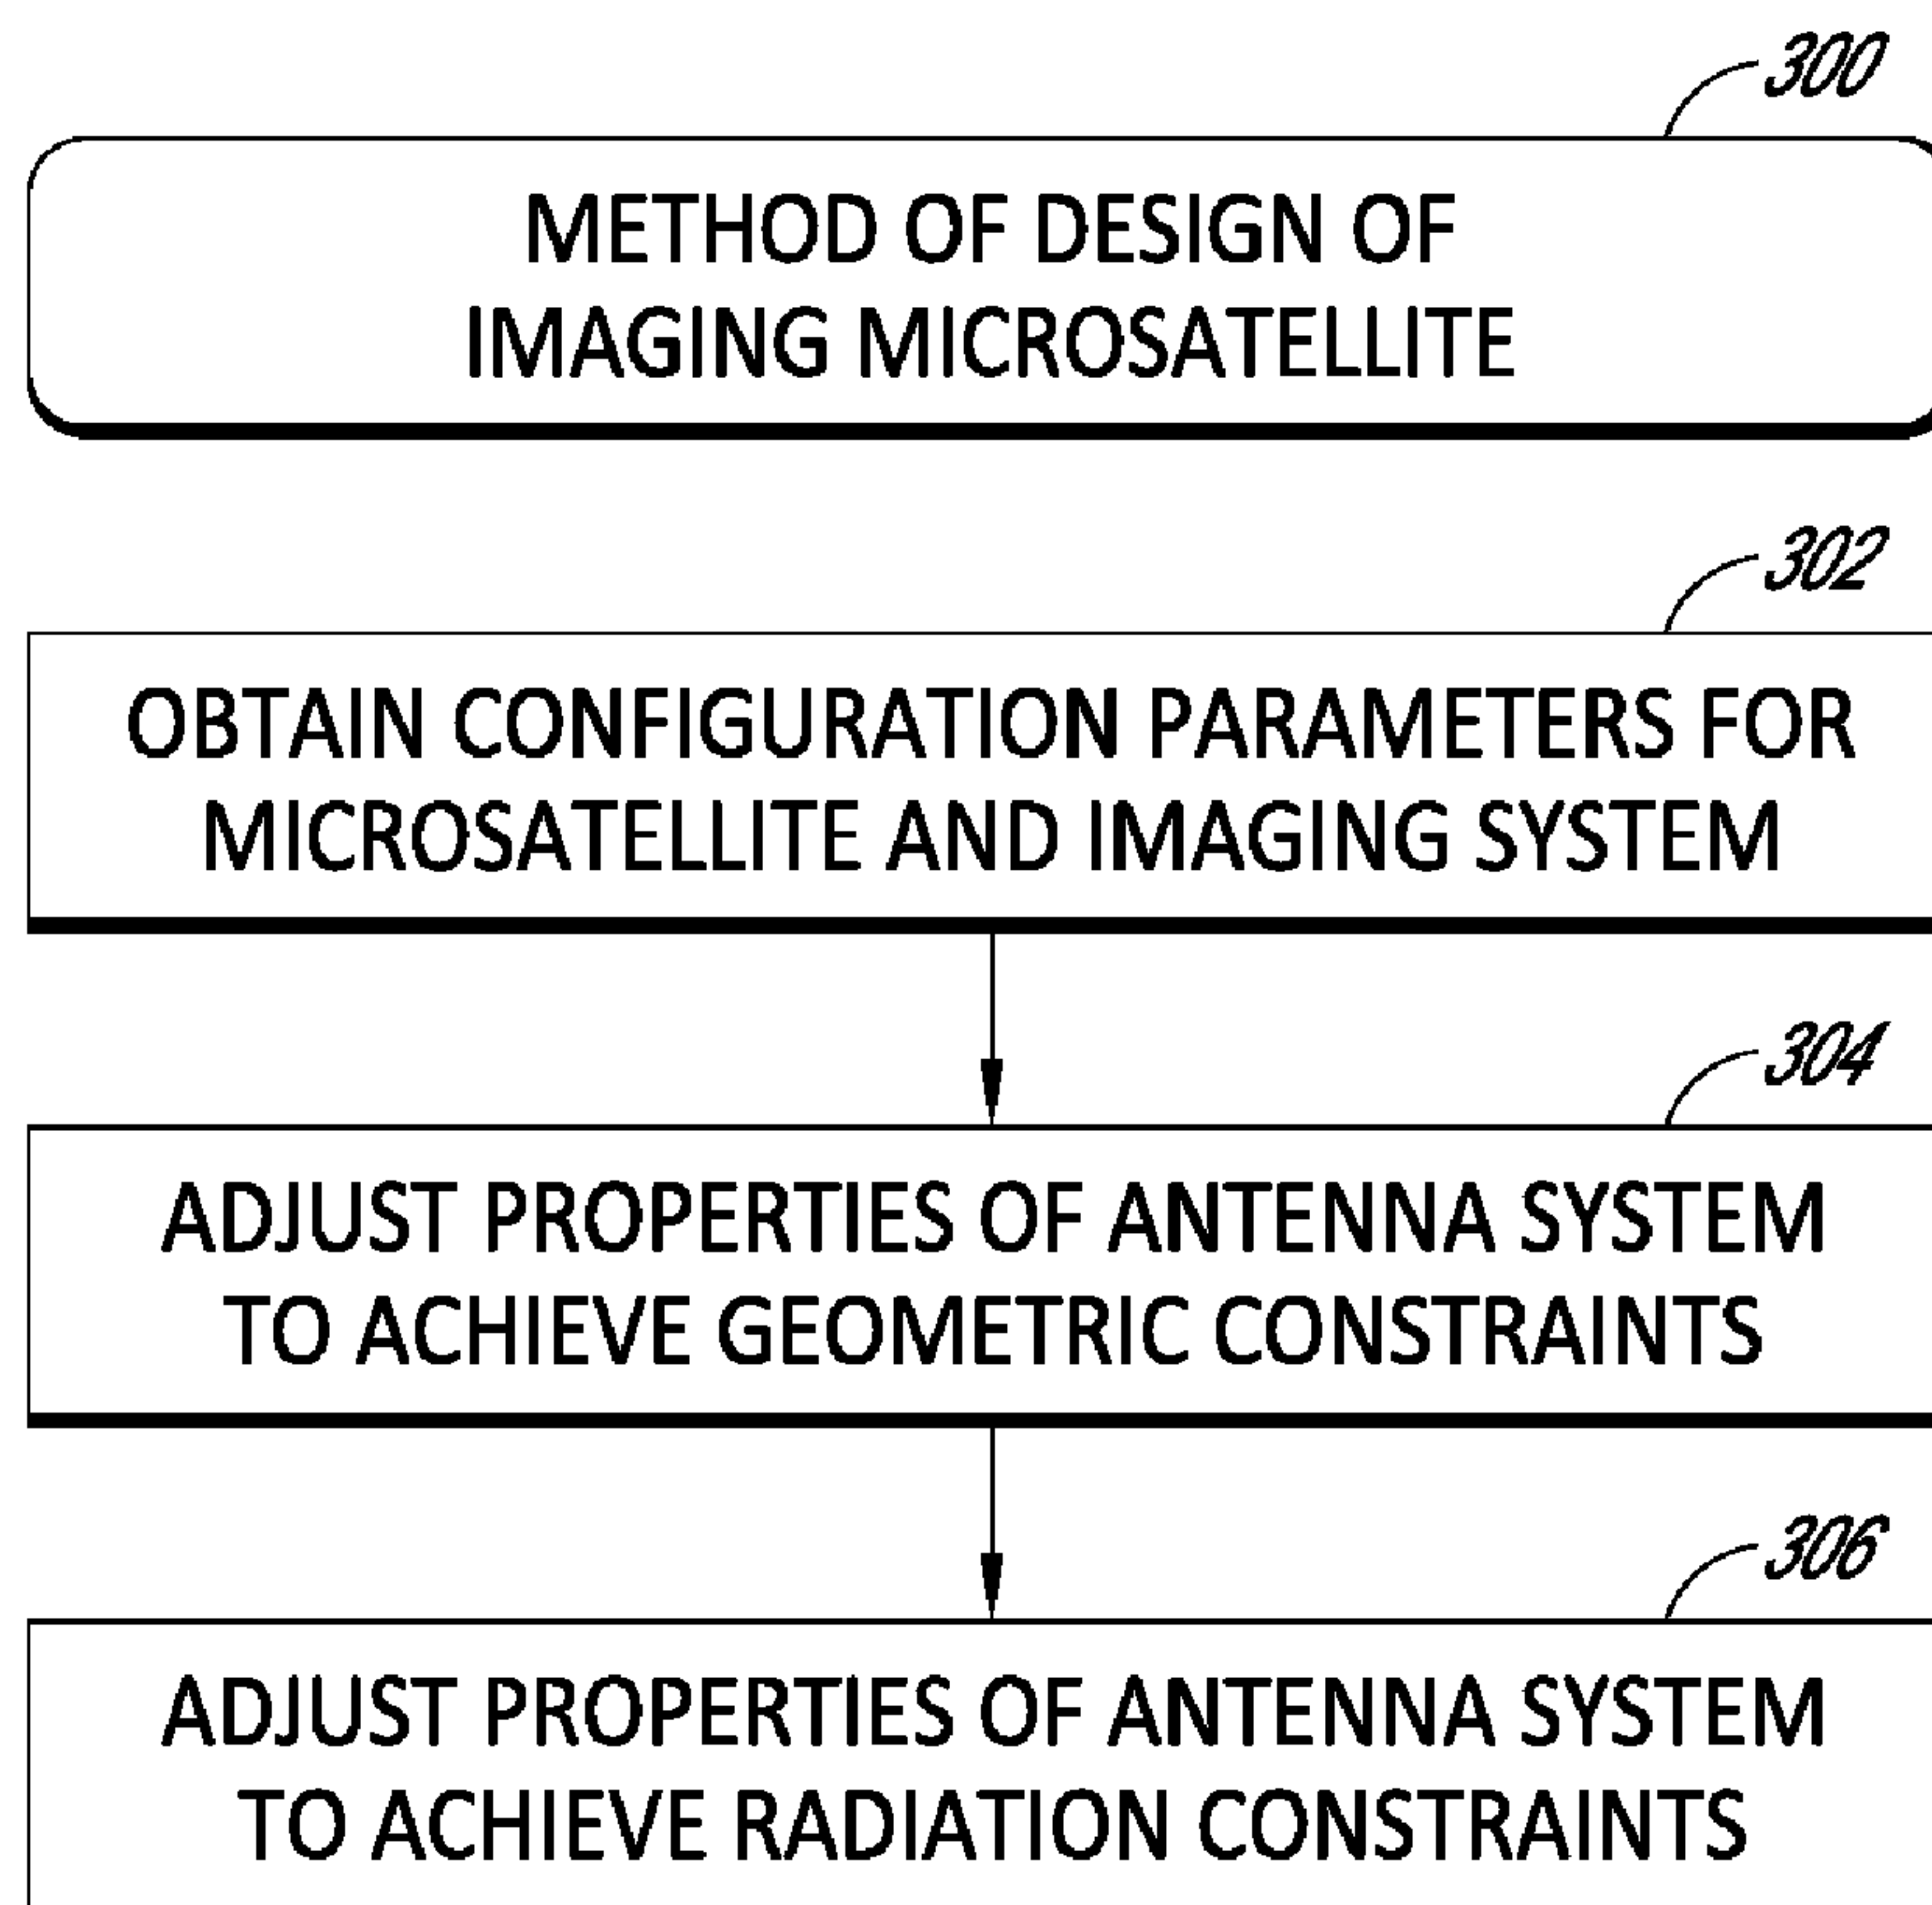 300
METHOD OF DESIGN OF
IMAGING MICROSATELLITE
302
OBTAIN CONFIGURATION PARAMETERS FOR
MICROSATELLITE AND IMAGING SYSTEM
304
ADJUST PROPERTIES OF ANTENNA SYSTEM
TO ACHIEVE GEOMETRIC CONSTRAINTS
306
ADJUST PROPERTIES OF ANTENNA SYSTEM
TO ACHIEVE RADIATION CONSTRAINTS